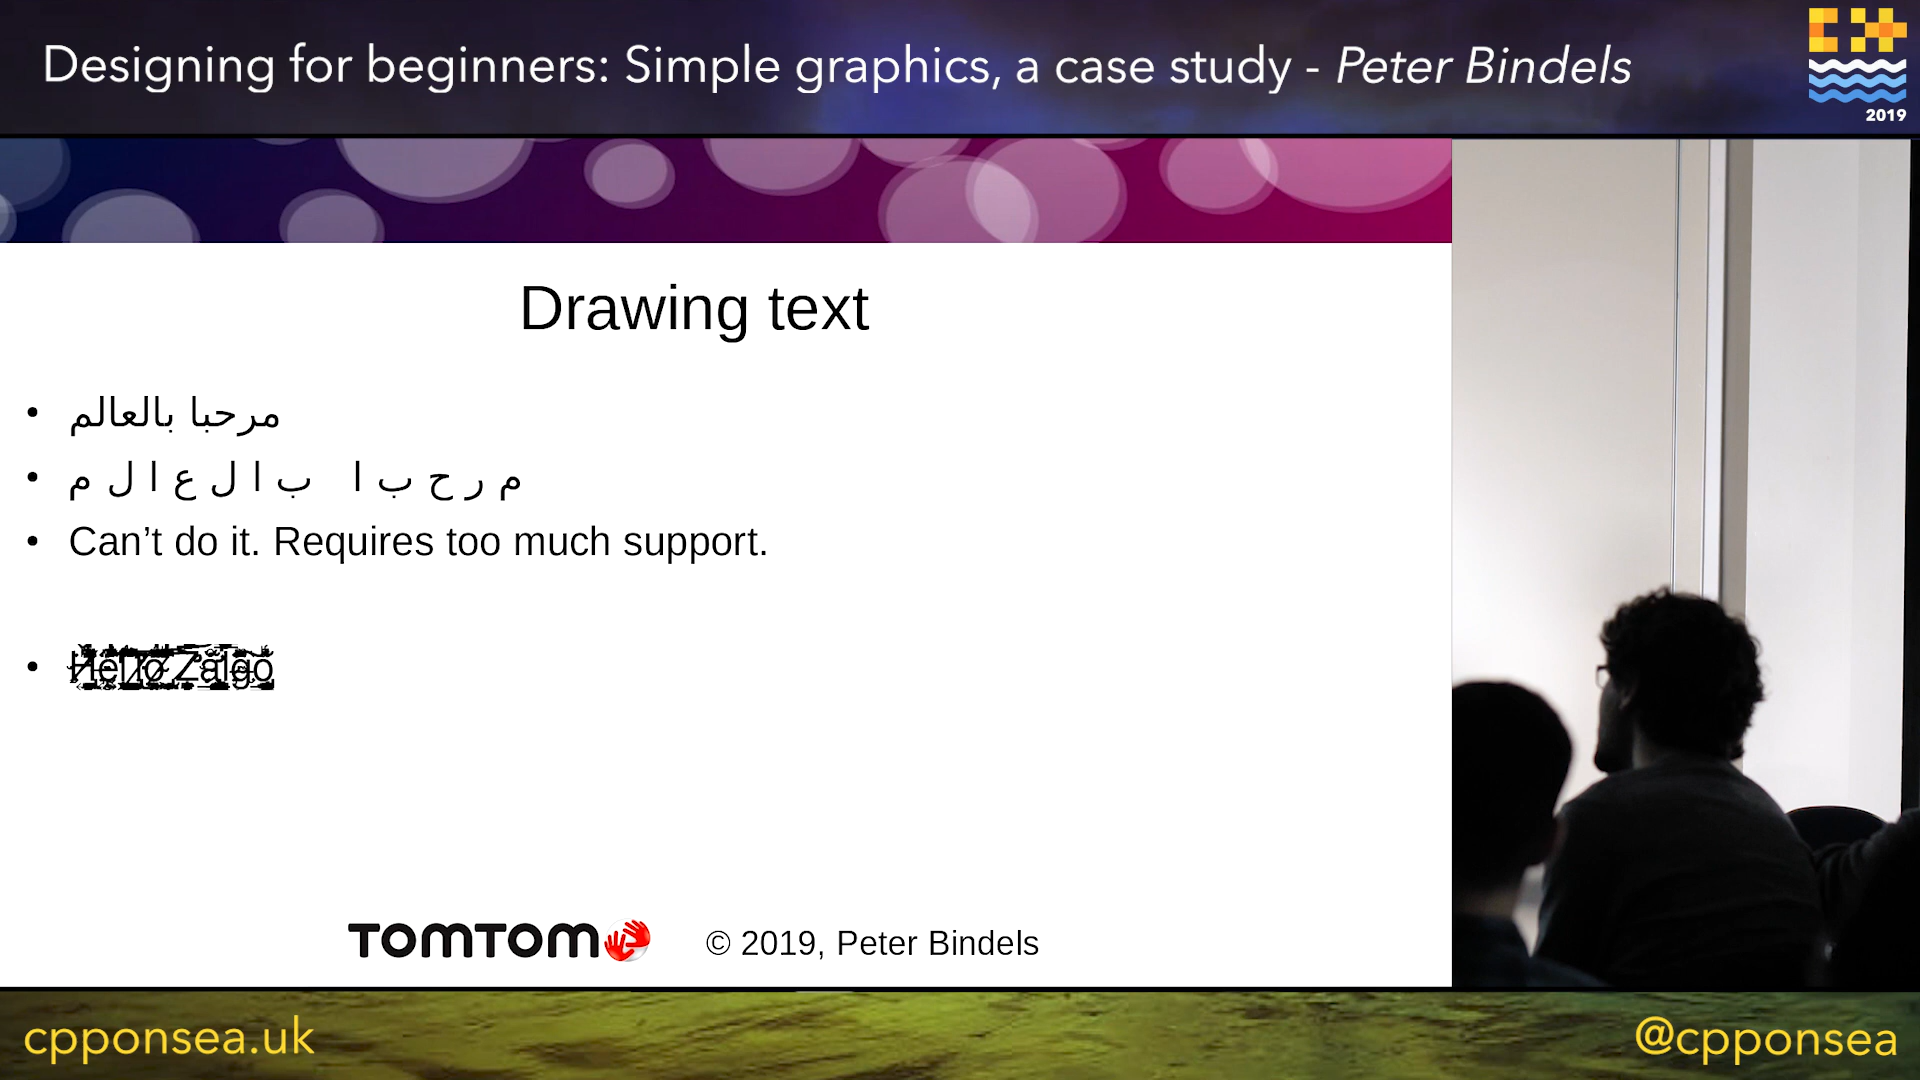 Designing for beginners: Simple graphics, a case study - Peter Bindels
2019
Drawing text
• مرحبا بالعالم
• م ر ح ب ا   ب ا ل ع ا ل م
• Can’t do it. Requires too much support.
• Hello Zalgo
TOMTOM
© 2019, Peter Bindels
cpponsea.uk
@cpponsea